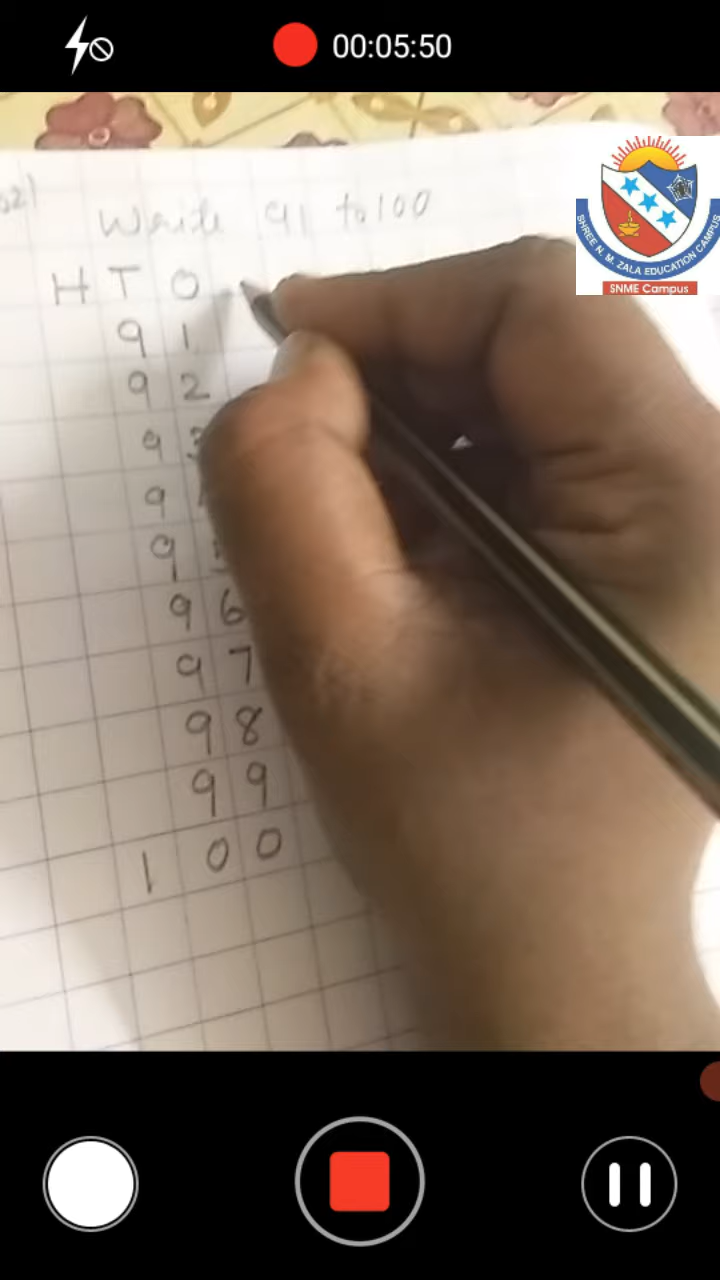 00:05:50
SHREE N. M. ZALA EDUCATION CAMPUS
SNME Campus
Write 91 to 100
H T O
9 1
9 2
9 3
9
9
9 6
9 7
9 8
9 9
1 0 0